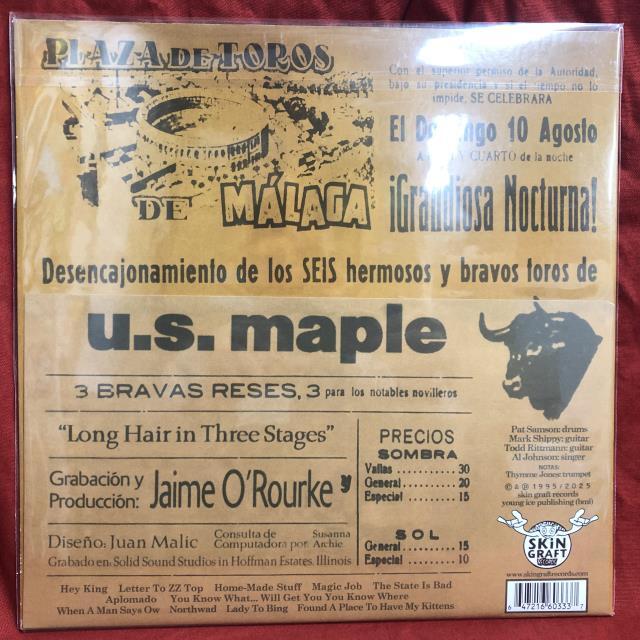 PLAZA DE TOROS
DE MÁLAGA
Con el superior permiso de la Autoridad,
bajo su presidencia y si el tiempo no lo
impide, SE CELEBRARA
El Domingo 10 Agosto
Y CUARTO de la noche
¡Grandiosa Nocturna!
Desencajonamiento de los SEIS hermosos y bravos toros de
u.s. maple
3 BRAVAS RESES, 3 para los notables novilleros
"Long Hair in Three Stages"
Grabación y
Producción: Jaime O'Rourke y
Diseño: Juan Malic
Consulta de
Computadora por:
Susanna
Archie
Grabado en: Solid Sound Studios in Hoffman Estates, Illinois
PRECIOS
SOMBRA
Vallas .......... 30
General .......... 20
Especial .......... 15
SOL
General .......... 15
Especial .......... 10
Pat Samson: drums
Mark Shippy: guitar
Todd Rittmann: guitar
Al Johnson: singer
NOTAS:
Thymme Jones: trumpet
© & ℗ 1995/2025
skin graft records
young ice publishing (bmi)
SKiN
GRAFT
RECORDS
www.skingraftrecords.com
6 47216 60333 7
Hey King Letter To ZZ Top Home-Made Stuff Magic Job The State Is Bad
Aplomado You Know What... Will Get You You Know Where
When A Man Says Ow Northwad Lady To Bing Found A Place To Have My Kittens